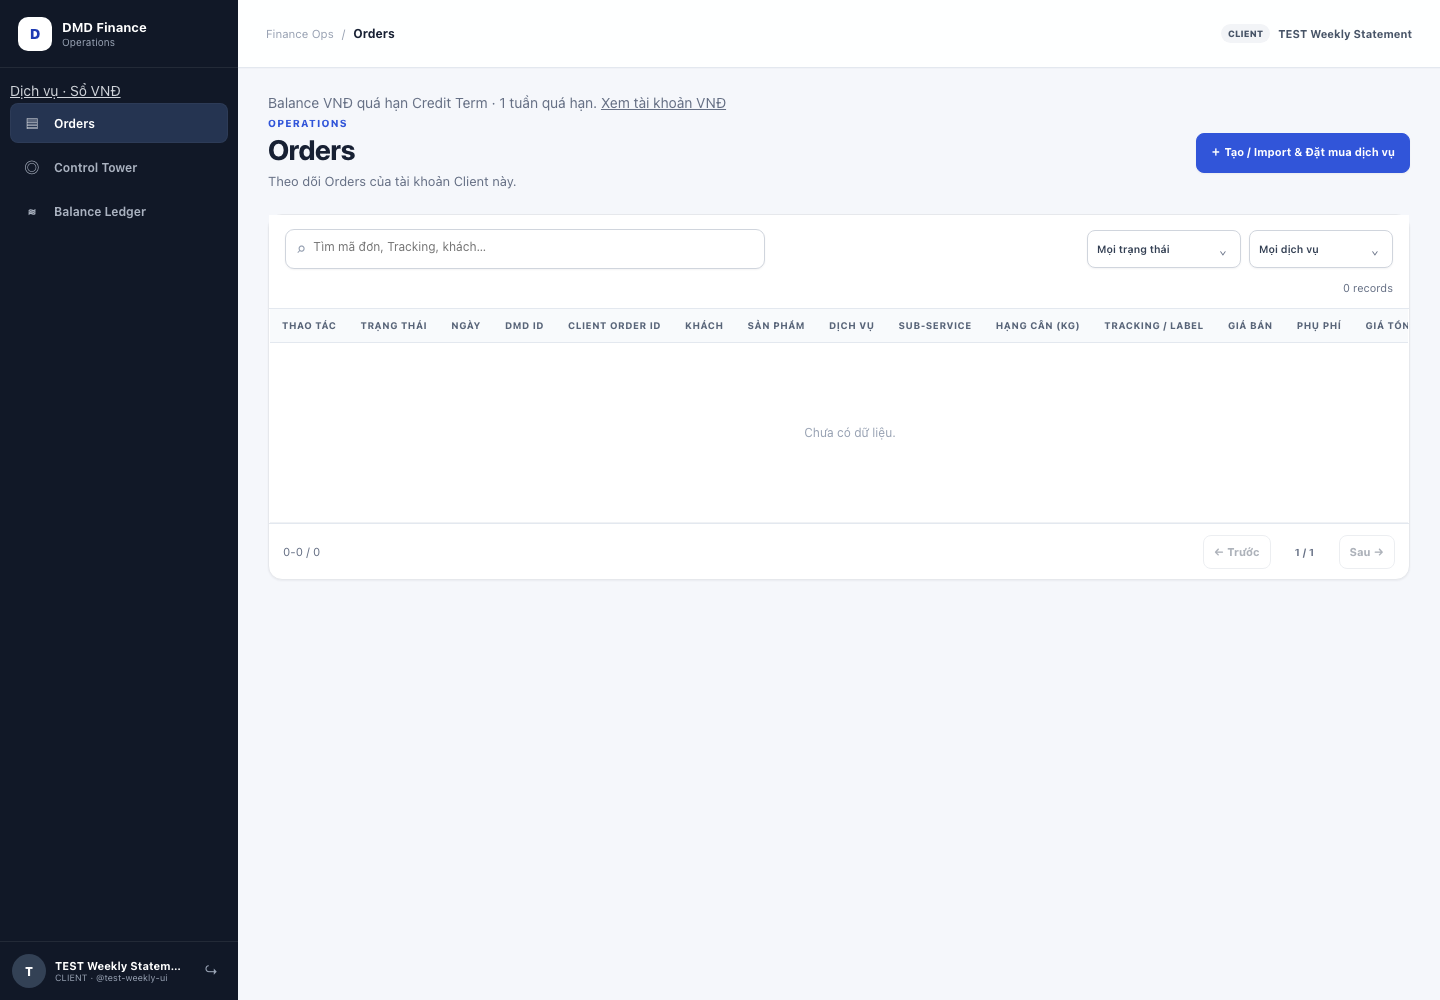 D
DMD Finance
Operations
Dịch vụ · Sổ VNĐ
Orders
Control Tower
Balance Ledger
T
TEST Weekly Statem...
CLIENT · @test-weekly-ui
Finance Ops / Orders
CLIENT TEST Weekly Statement
Balance VNĐ quá hạn Credit Term · 1 tuần quá hạn. Xem tài khoản VNĐ
OPERATIONS
Orders
Theo dõi Orders của tài khoản Client này.
+ Tạo / Import & Đặt mua dịch vụ
Tìm mã đơn, Tracking, khách...
Mọi trạng thái
Mọi dịch vụ
0 records
THAO TÁC TRẠNG THÁI NGÀY DMD ID CLIENT ORDER ID KHÁCH SẢN PHẨM DỊCH VỤ SUB-SERVICE HẠNG CÂN (KG) TRACKING / LABEL GIÁ BÁN PHỤ PHÍ GIÁ TỔN
Chưa có dữ liệu.
0-0 / 0
← Trước 1 / 1 Sau →